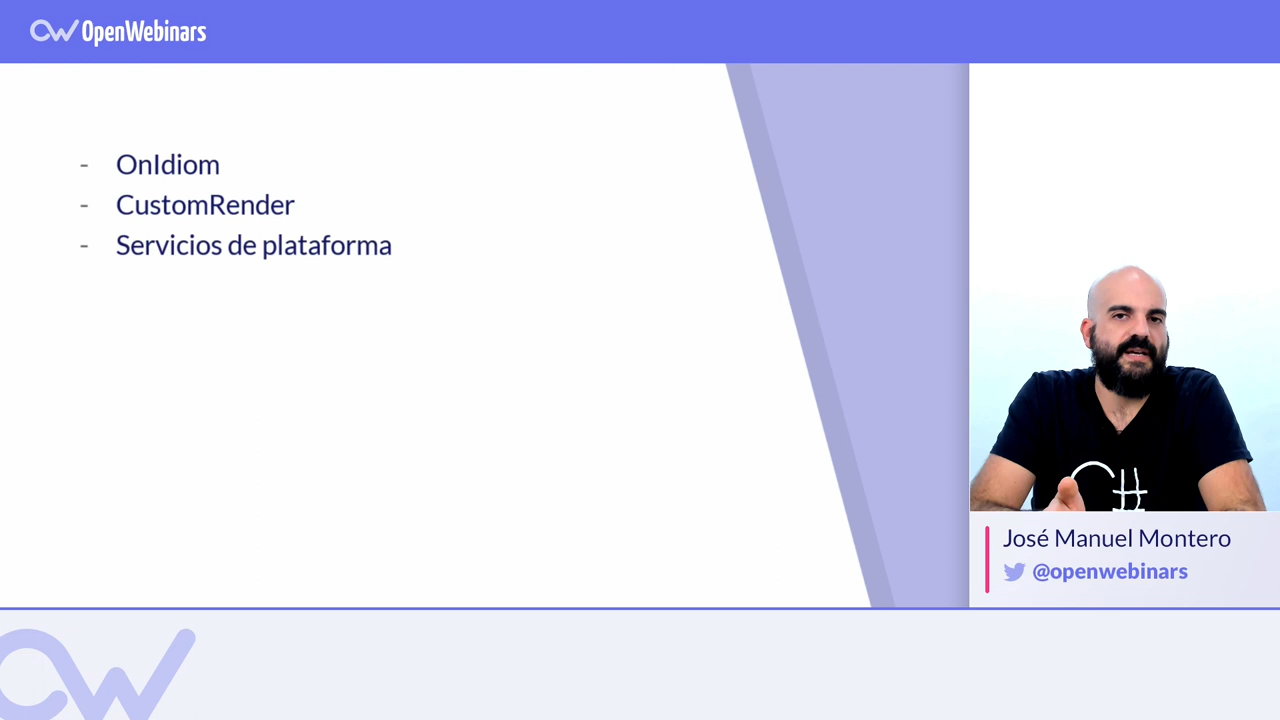 OpenWebinars
- OnIdiom
- CustomRender
- Servicios de plataforma
C#
José Manuel Montero
@openwebinars